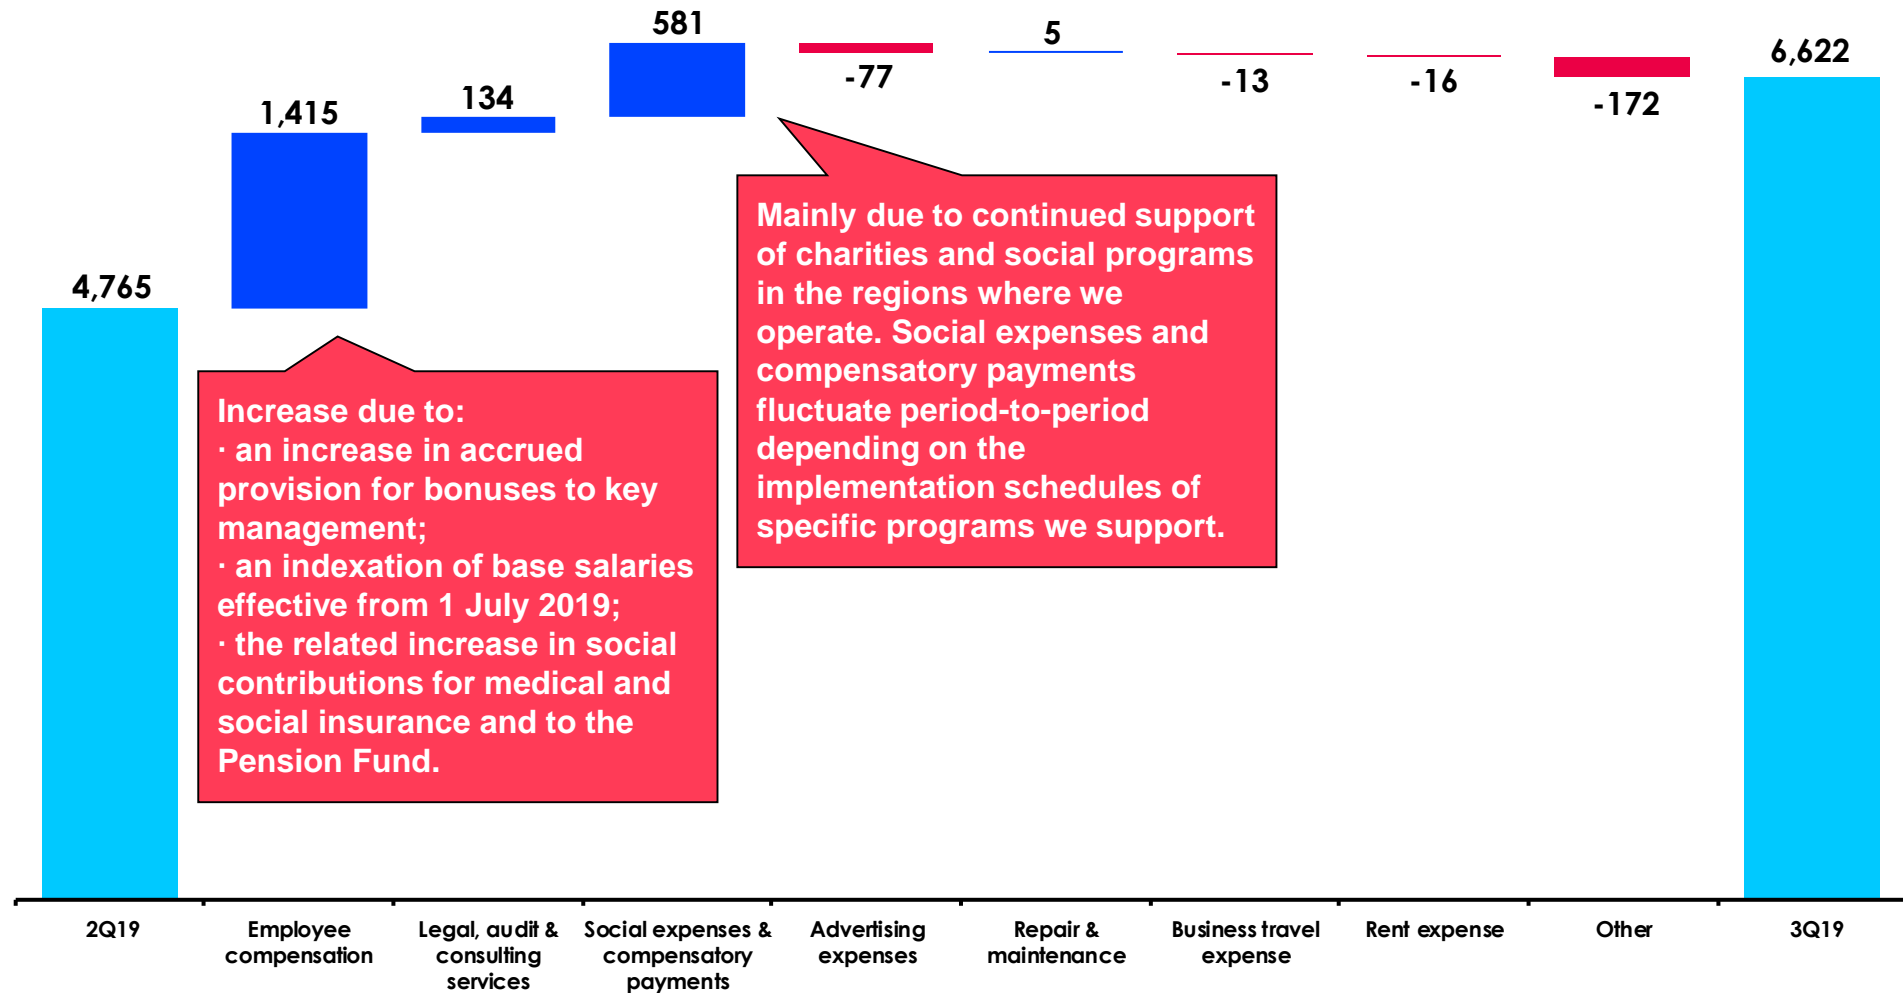 581
5
6,622
-77
-13
-16
134
-172
1,415
4,765
Mainly due to continued support
of charities and social programs
in the regions where we
operate. Social expenses and
compensatory payments
fluctuate period-to-period
depending on the
implementation schedules of
specific programs we support.
Increase due to:
· an increase in accrued
provision for bonuses to key
management;
· an indexation of base salaries
effective from 1 July 2019;
· the related increase in social
contributions for medical and
social insurance and to the
Pension Fund.
2Q19
Employee
compensation
Legal, audit &
consulting
services
Social expenses &
compensatory
payments
Advertising
expenses
Repair &
maintenance
Business travel
expense
Rent expense
Other
3Q19